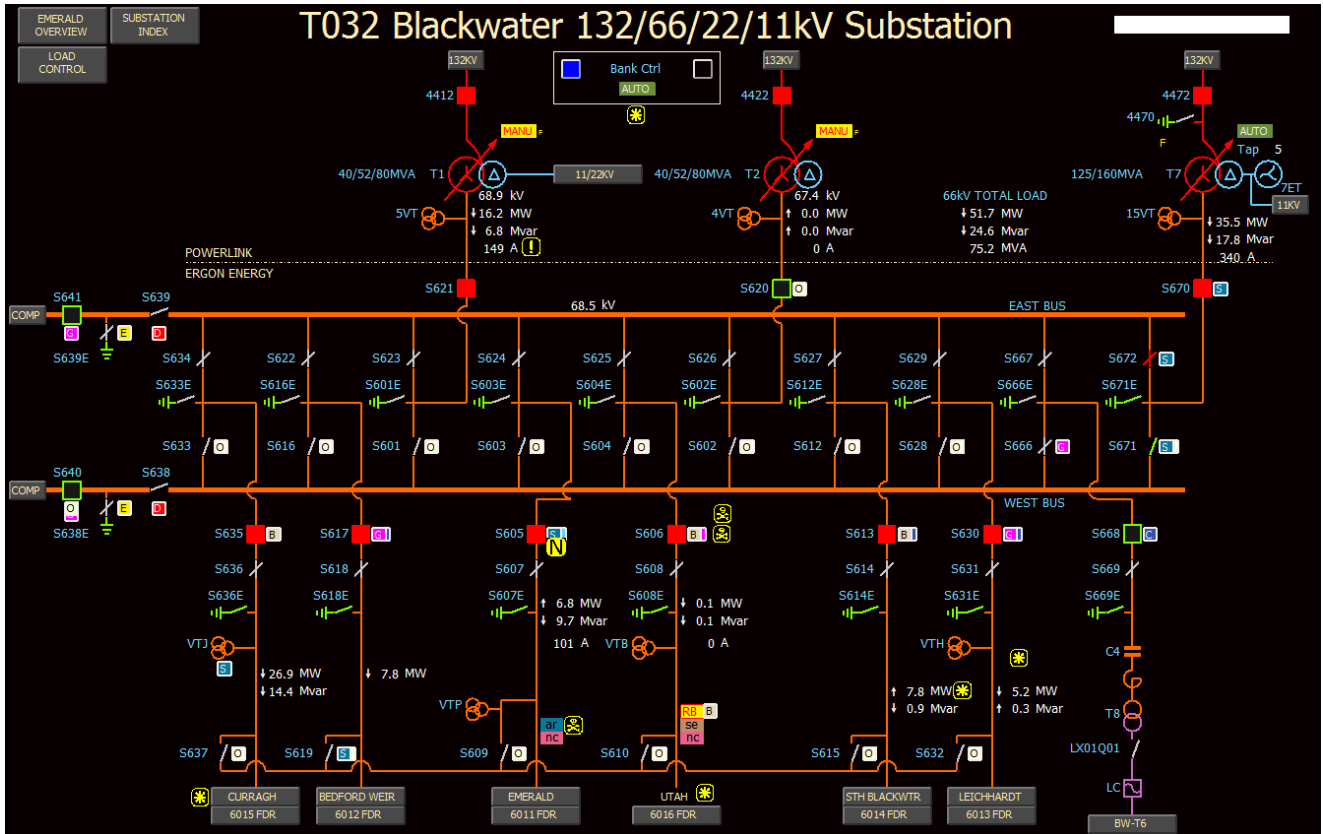 EMERALD
OVERVIEW
SUBSTATION
INDEX
LOAD
CONTROL
T032 Blackwater 132/66/22/11kV Substation
132KV
132KV
132KV
Bank Ctrl
AUTO
4412
4422
4472
4470
F
MANU F
MANU F
AUTO
Tap 5
40/52/80MVA T1
11/22KV
40/52/80MVA T2
125/160MVA T7
7ET
11KV
68.9 kV
16.2 MW
6.8 Mvar
149 A !
5VT
67.4 kV
0.0 MW
0.0 Mvar
0 A
4VT
66kV TOTAL LOAD
51.7 MW
24.6 Mvar
75.2 MVA
15VT
35.5 MW
17.8 Mvar
340 A
POWERLINK
ERGON ENERGY
S621
S620 O
S670 S
S641
S639
COMP
G
E
D
S639E
68.5 kV
EAST BUS
S634
S622
S623
S624
S625
S626
S627
S629
S667
S672 S
S633E
S616E
S601E
S603E
S604E
S602E
S612E
S628E
S666E
S671E
S633 O
S616 O
S601 O
S603 O
S604 O
S602 O
S612 O
S628 O
S666 G
S671 S
S640
S638
COMP
O
E
D
S638E
WEST BUS
S635 B
S617 G
S605 S
N
S606 B
S613 B
S630 G
S668 C
S636
S618
S607
S608
S614
S631
S669
S636E
S618E
S607E
S608E
S614E
S631E
S669E
6.8 MW
9.7 Mvar
101 A
0.1 MW
0.1 Mvar
0 A
VTJ
S
VTB
VTH
C4
26.9 MW
14.4 Mvar
7.8 MW
7.8 MW
0.9 Mvar
5.2 MW
0.3 Mvar
VTP
ar
nc
RB B
se
nc
T8
S637 O
S619 S
S609 O
S610 O
S615 O
S632 O
LX01Q01
LC
CURRAGH
6015 FDR
BEDFORD WEIR
6012 FDR
EMERALD
6011 FDR
UTAH
6016 FDR
STH BLACKWTR
6014 FDR
LEICHHARDT
6013 FDR
BW-T6